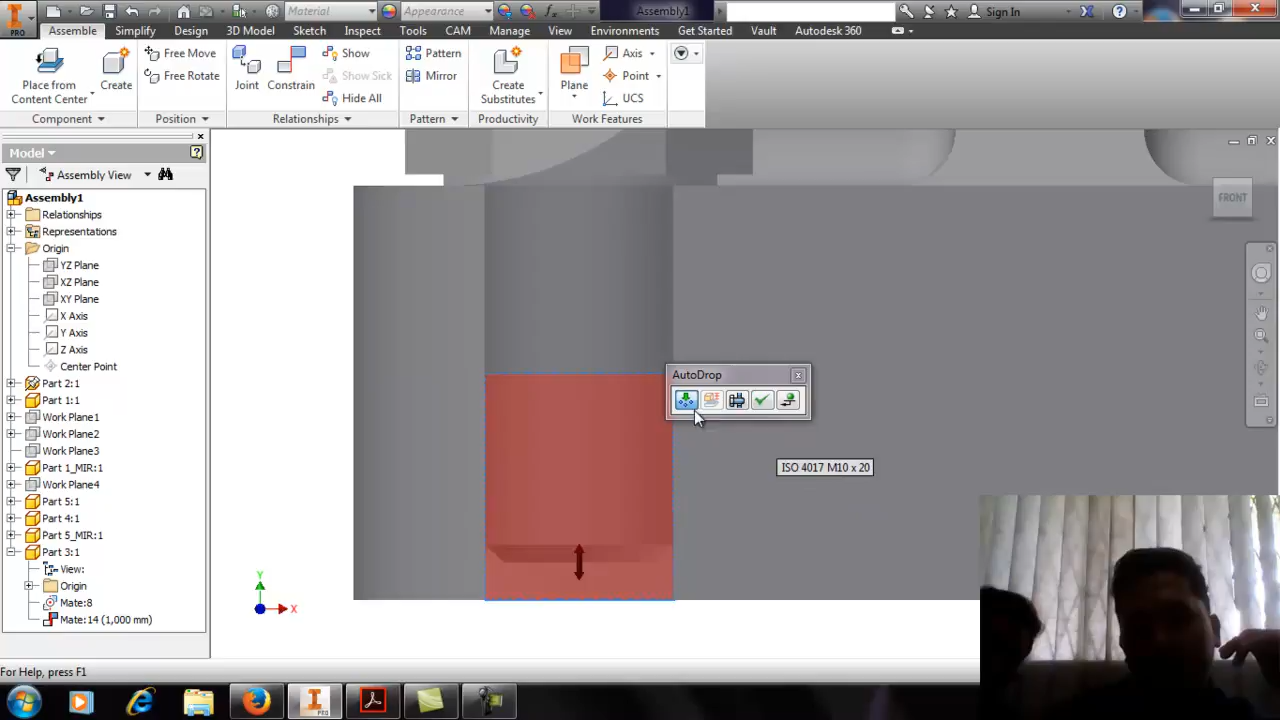 Material
Appearance
Assembly1
Sign In
PRO
Assemble Simplify Design 3D Model Sketch Inspect Tools CAM Manage View Environments Get Started Vault Autodesk 360
Place from
Content Center
Create
Free Move
Free Rotate
Joint
Constrain
Show
Show Sick
Hide All
Pattern
Mirror
Create
Substitutes
Plane
Axis
Point
UCS
Component
Position
Relationships
Pattern
Productivity
Work Features
Model
Assembly View
Assembly1
Relationships
Representations
Origin
YZ Plane
XZ Plane
XY Plane
X Axis
Y Axis
Z Axis
Center Point
Part 2:1
Part 1:1
Work Plane1
Work Plane2
Work Plane3
Part 1_MIR:1
Work Plane4
Part 5:1
Part 4:1
Part 5_MIR:1
Part 3:1
View:
Origin
Mate:8
Mate:14 (1,000 mm)
FRONT
AutoDrop
ISO 4017 M10 x 20
Y
X
For Help, press F1
PRO